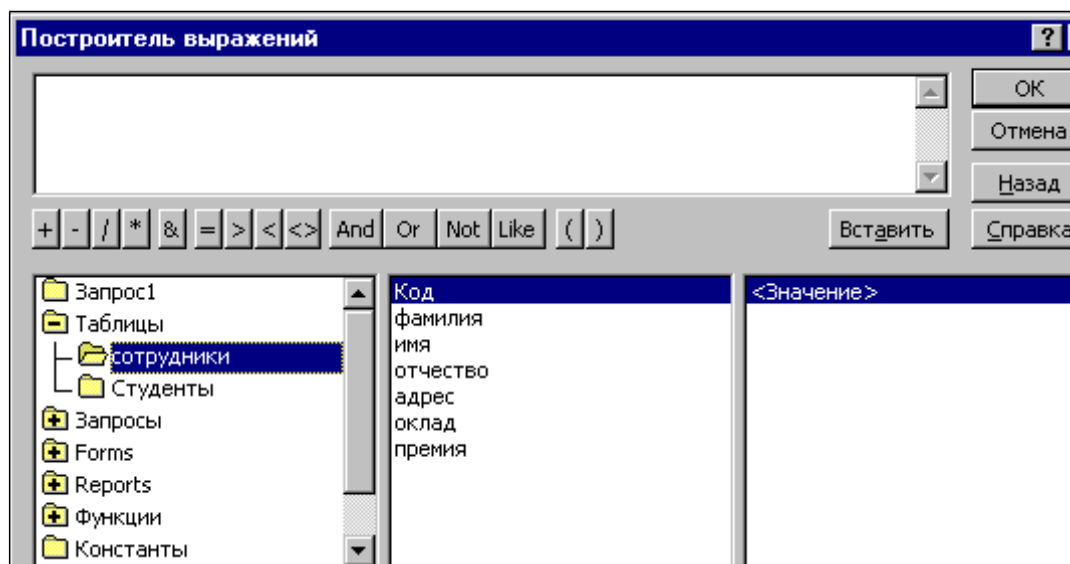 Построитель выражений ?
ОК
Отмена
Назад
+ - / * & = > < <> And Or Not Like ( ) Вставить Справка
Запрос1
Таблицы
сотрудники
Студенты
Запросы
Forms
Reports
Функции
Константы
Код
фамилия
имя
отчество
адрес
оклад
премия
<Значение>